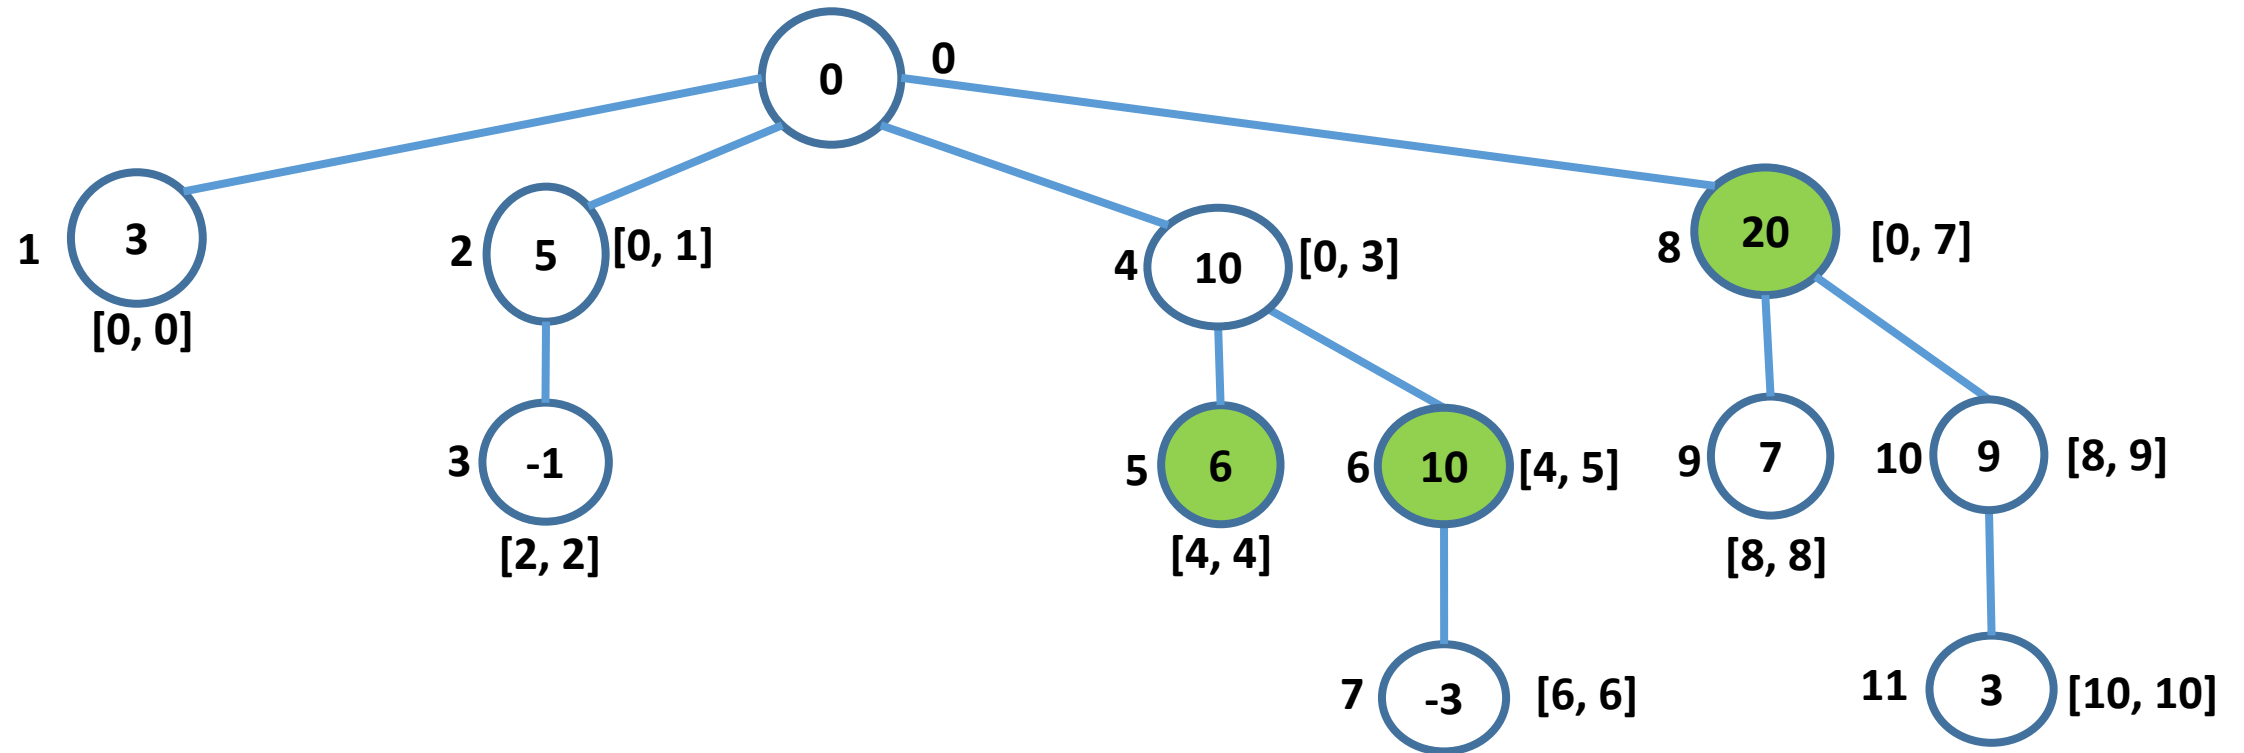 0 0
1 3 [0, 0]
2 5 [0, 1]
4 10 [0, 3]
8 20 [0, 7]
3 -1 [2, 2]
5 6 [4, 4]
6 10 [4, 5]
9 7 [8, 8]
10 9 [8, 9]
7 -3 [6, 6]
11 3 [10, 10]